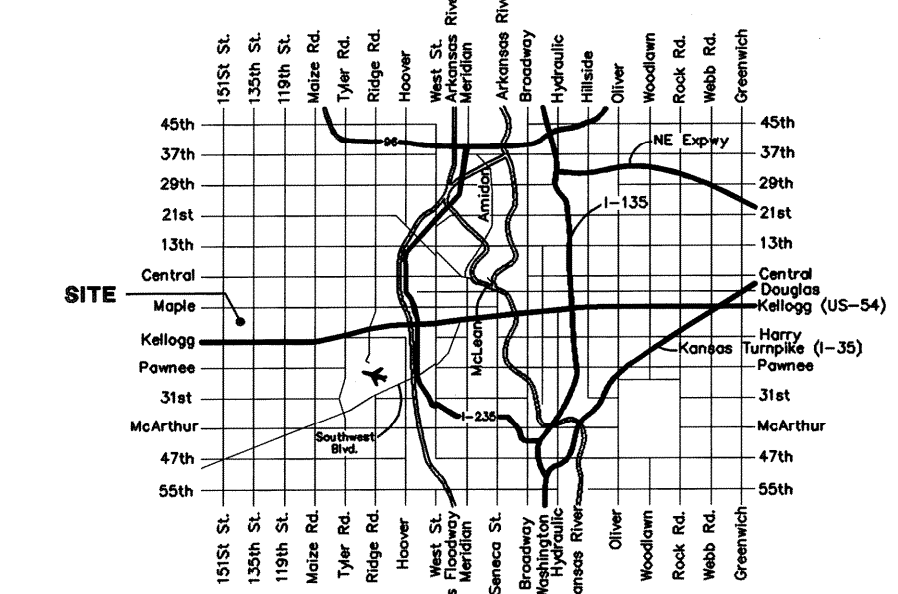 151St St.
135th St.
119th St.
Maize Rd.
Tyler Rd.
Ridge Rd.
Hoover
West St.
Arkansas Rive
Meridian
Arkansas Riv
Broadway
Hydraulic
Hillside
Oliver
Woodlawn
Rock Rd.
Webb Rd.
Greenwich
45th
37th
29th
21st
13th
Central
Maple
Kellogg
Pawnee
31st
McArthur
47th
55th
SITE
96
Amidon
McLean
I-235
Southwest
Blvd.
NE Expwy
I-135
45th
37th
29th
21st
13th
Central
Douglas
Kellogg (US-54)
Harry
Kansas Turnpike (I-35)
Pawnee
31st
McArthur
47th
55th
151St St.
135th St.
119th St.
Maize Rd.
Tyler Rd.
Ridge Rd.
Hoover
West St.
s Floodway
Meridian
Seneca St.
Broadway
Washington
Hydraulic
ansas River
Oliver
Woodlawn
Rock Rd.
Webb Rd.
Greenwich